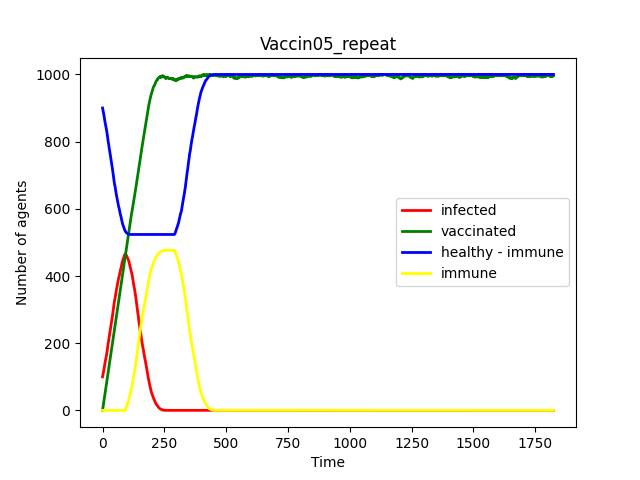 Vaccin05_repeat
Number of agents
1000
800
600
400
200
0
infected
vaccinated
healthy - immune
immune
0
250
500
750
1000
1250
1500
1750
Time